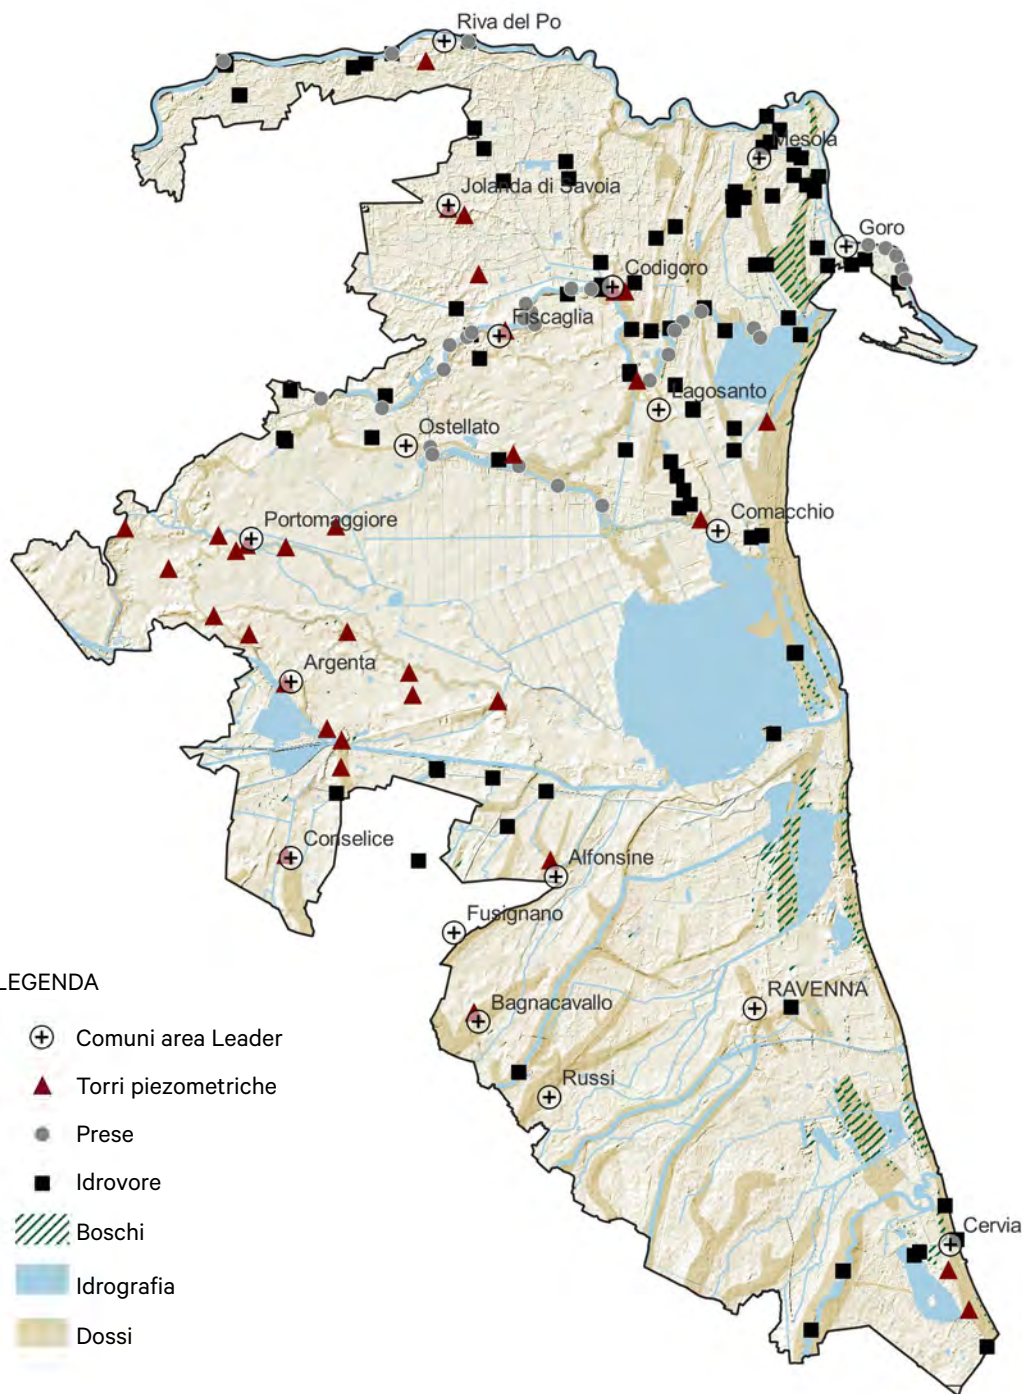 Riva del Po
Mesola
Jolanda di Savoia
Goro
Codigoro
Fiscaglia
Lagosanto
Ostellato
Portomaggiore
Comacchio
Argenta
Conselice
Alfonsine
Fusignano
LEGENDA
RAVENNA
Bagnacavallo
Comuni area Leader
Russi
Torri piezometriche
Prese
Idrovore
Boschi
Cervia
Idrografia
Dossi